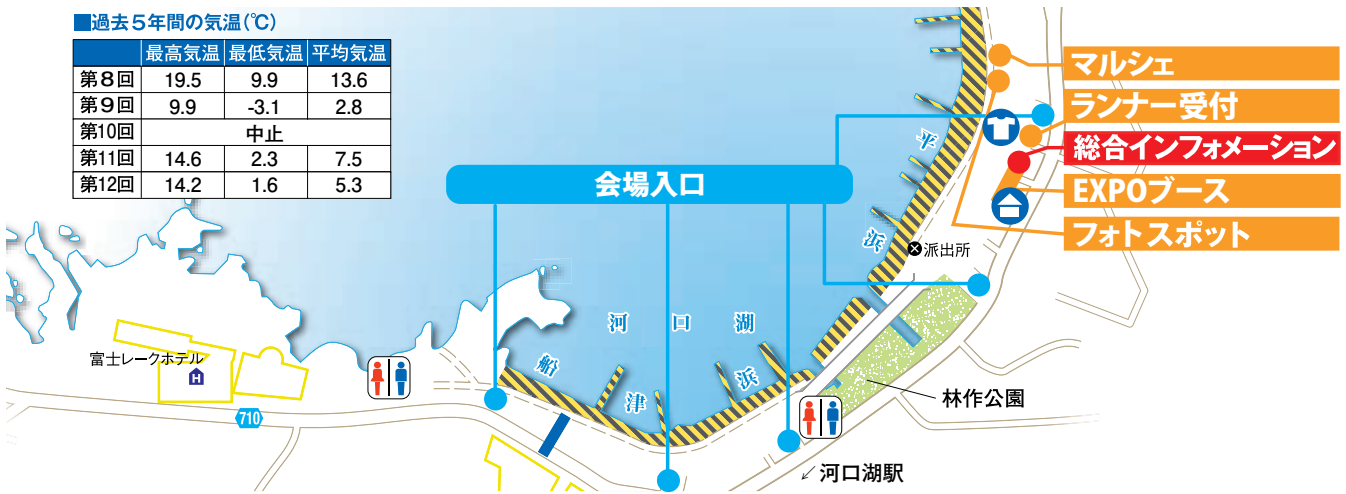 ■過去5年間の気温(℃)
最高気温 最低気温 平均気温
第8回 19.5 9.9 13.6
第9回 9.9 -3.1 2.8
第10回 中止
第11回 14.6 2.3 7.5
第12回 14.2 1.6 5.3
マルシェ
ランナー受付
総合インフォメーション
EXPOブース
フォトスポット
会場入口
平浜
派出所
河口湖
船津浜
富士レークホテル
H
710
林作公園
↙河口湖駅